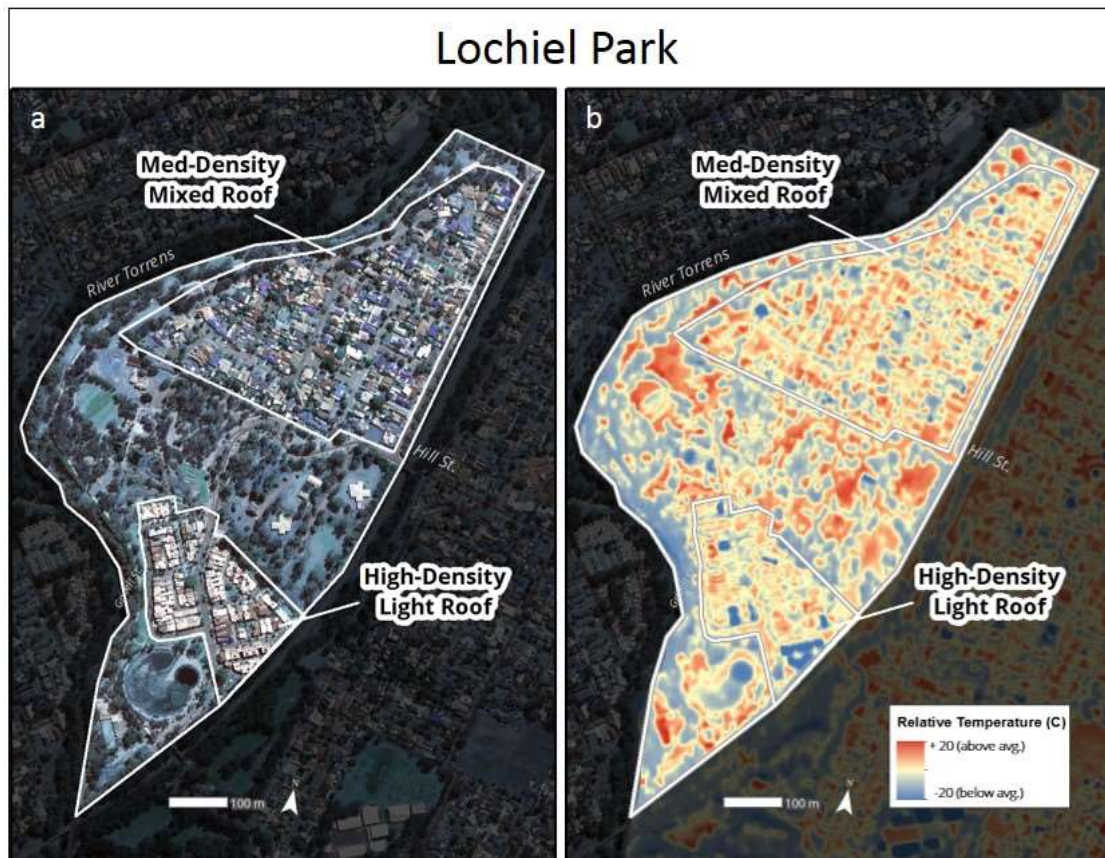 Lochiel Park
a
Med-Density
Mixed Roof
River Torrens
Hill St.
High-Density
Light Roof
N
100 m
b
Med-Density
Mixed Roof
River Torrens
Hill St.
High-Density
Light Roof
Relative Temperature (C)
+ 20 (above avg.)
-20 (below avg.)
N
100 m